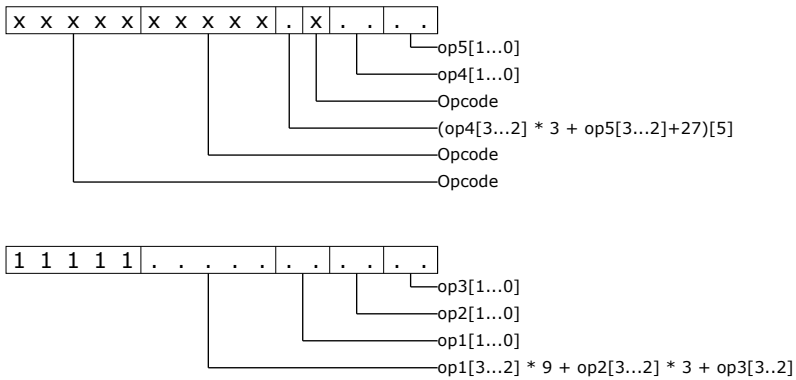 x x x x x x x x x x . x . . . .
op5[1...0]
op4[1...0]
Opcode
(op4[3...2] * 3 + op5[3...2]+27)[5]
Opcode
Opcode
1 1 1 1 1 . . . . . . . . . . .
op3[1...0]
op2[1...0]
op1[1...0]
op1[3...2] * 9 + op2[3...2] * 3 + op3[3..2]